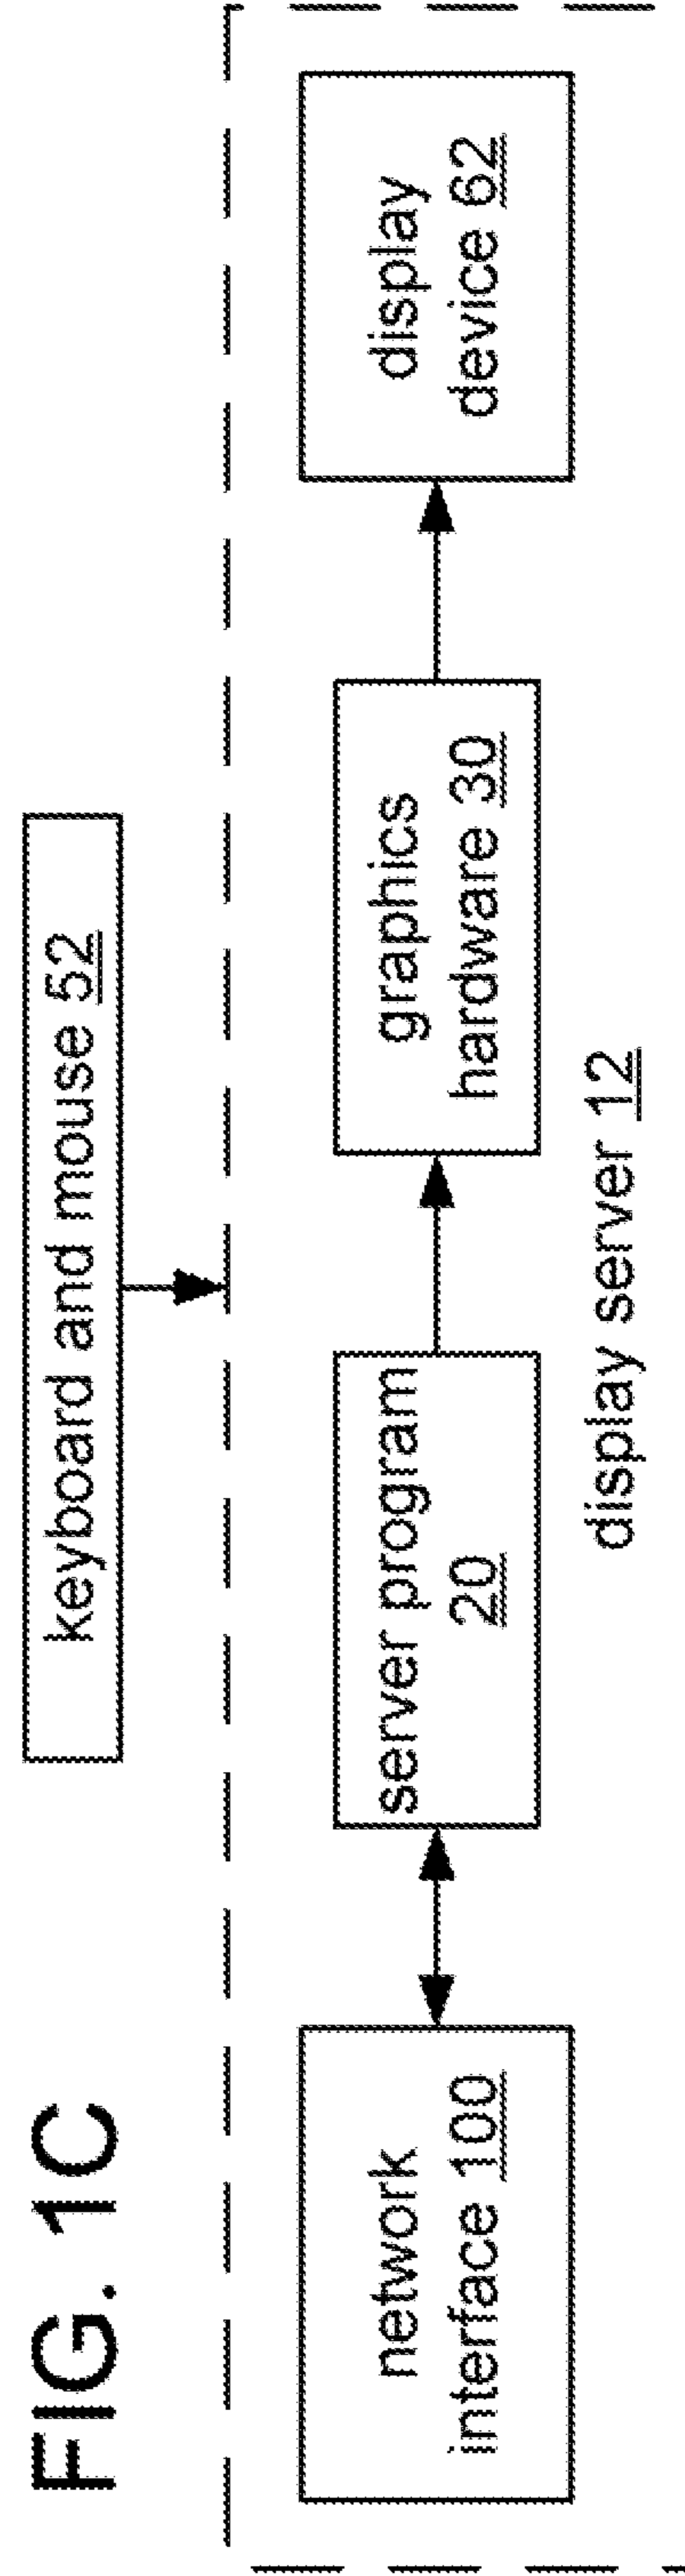 FIG. 1C
keyboard and mouse 52
network
interface 100
server program
20
graphics
hardware 30
display
device 62
display server 12